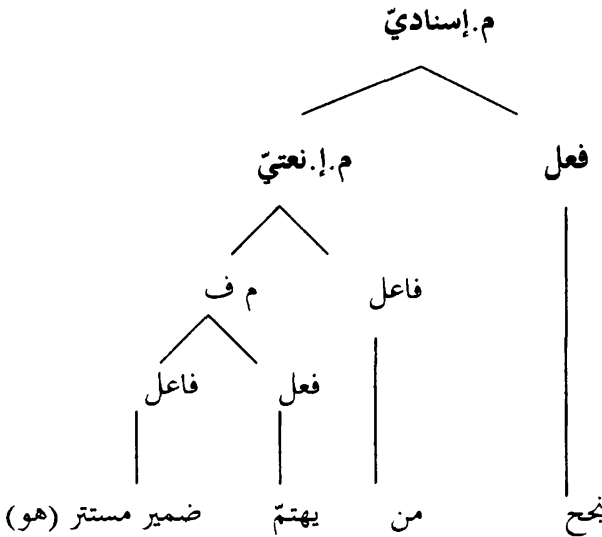 م.إسناديّ
فعل م.إ.نعتيّ
فاعل م ف
فعل فاعل
نجح من يهتمّ ضمير مستتر (هو)